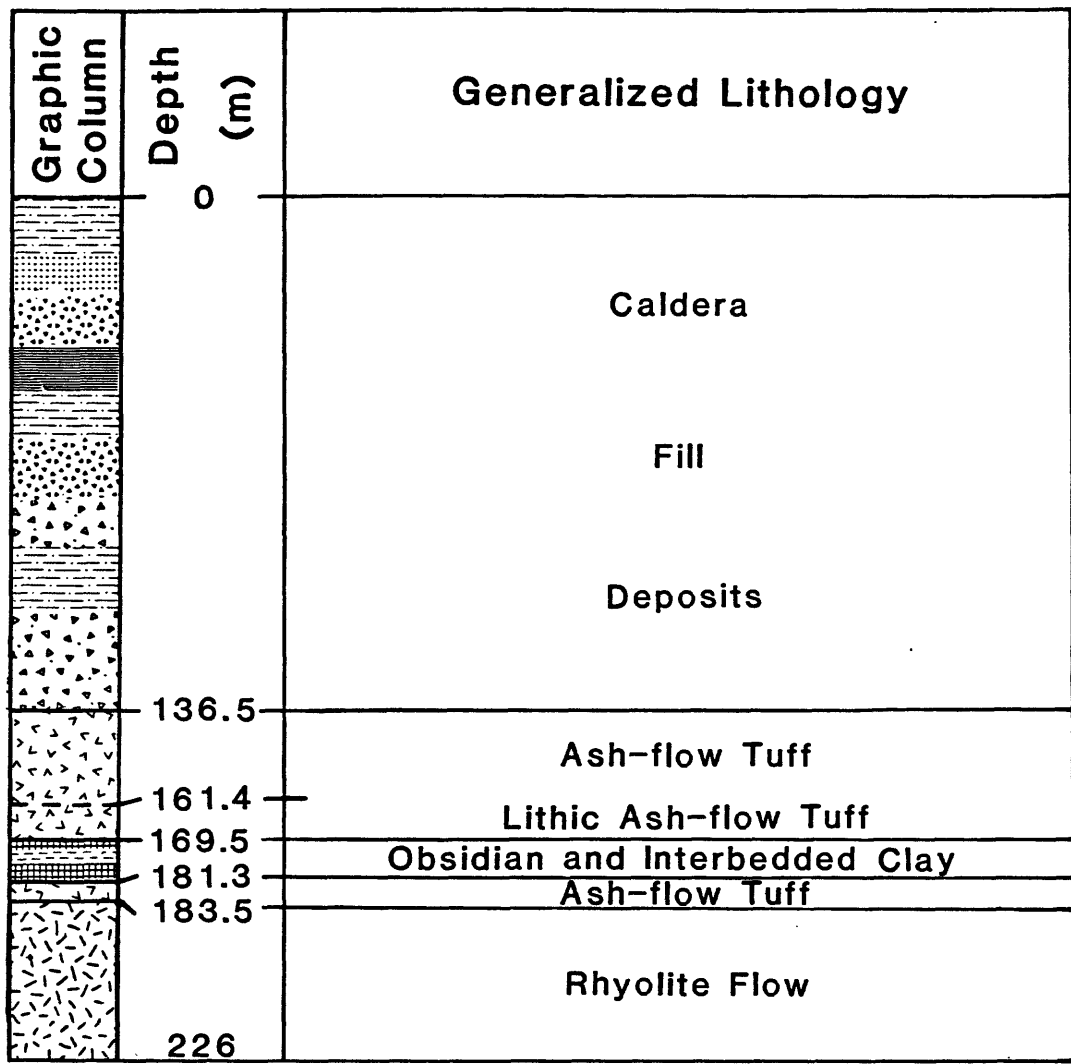 Graphic
Column
Depth
(m)
Generalized Lithology
0
Caldera
Fill
Deposits
136.5
Ash-flow Tuff
161.4
Lithic Ash-flow Tuff
169.5
Obsidian and Interbedded Clay
181.3
Ash-flow Tuff
183.5
Rhyolite Flow
226